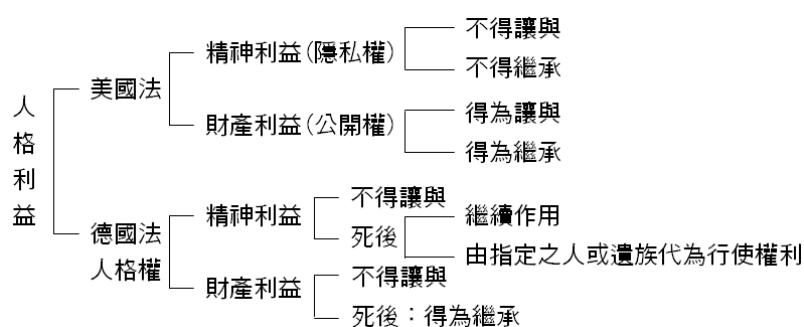 人格利益
美國法
精神利益(隱私權)
不得讓與
不得繼承
財產利益(公開權)
得為讓與
得為繼承
德國法
人格權
精神利益
不得讓與
死後
繼續作用
由指定之人或遺族代為行使權利
財產利益
不得讓與
死後：得為繼承